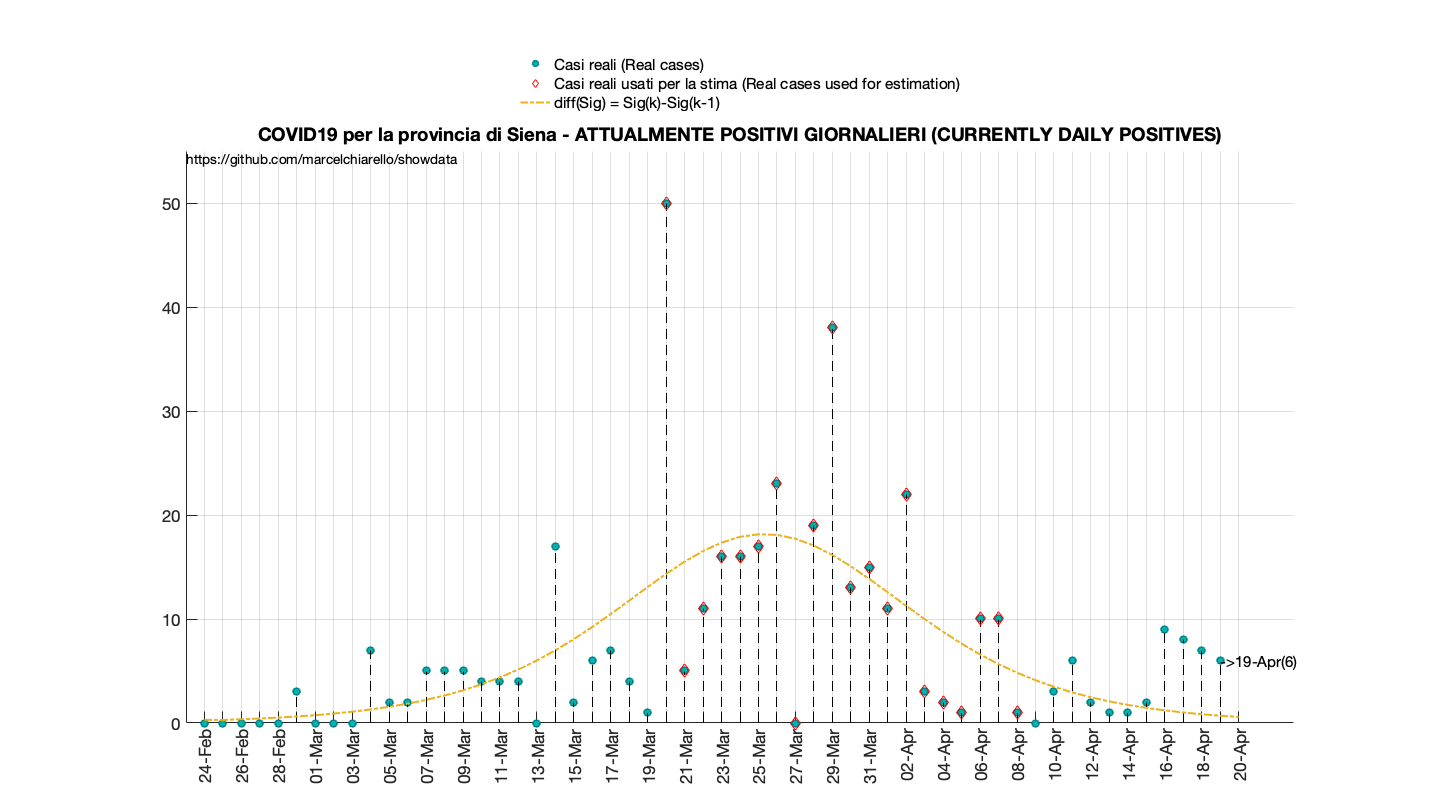 Casi reali (Real cases)
Casi reali usati per la stima (Real cases used for estimation)
diff(Sig) = Sig(k)-Sig(k-1)
COVID19 per la provincia di Siena - ATTUALMENTE POSITIVI GIORNALIERI (CURRENTLY DAILY POSITIVES)
https://github.com/marcelchiarello/showdata
50
40
30
20
10
0
->19-Apr(6)
24-Feb
26-Feb
28-Feb
01-Mar
03-Mar
05-Mar
07-Mar
09-Mar
11-Mar
13-Mar
15-Mar
17-Mar
19-Mar
21-Mar
23-Mar
25-Mar
27-Mar
29-Mar
31-Mar
02-Apr
04-Apr
06-Apr
08-Apr
10-Apr
12-Apr
14-Apr
16-Apr
18-Apr
20-Apr